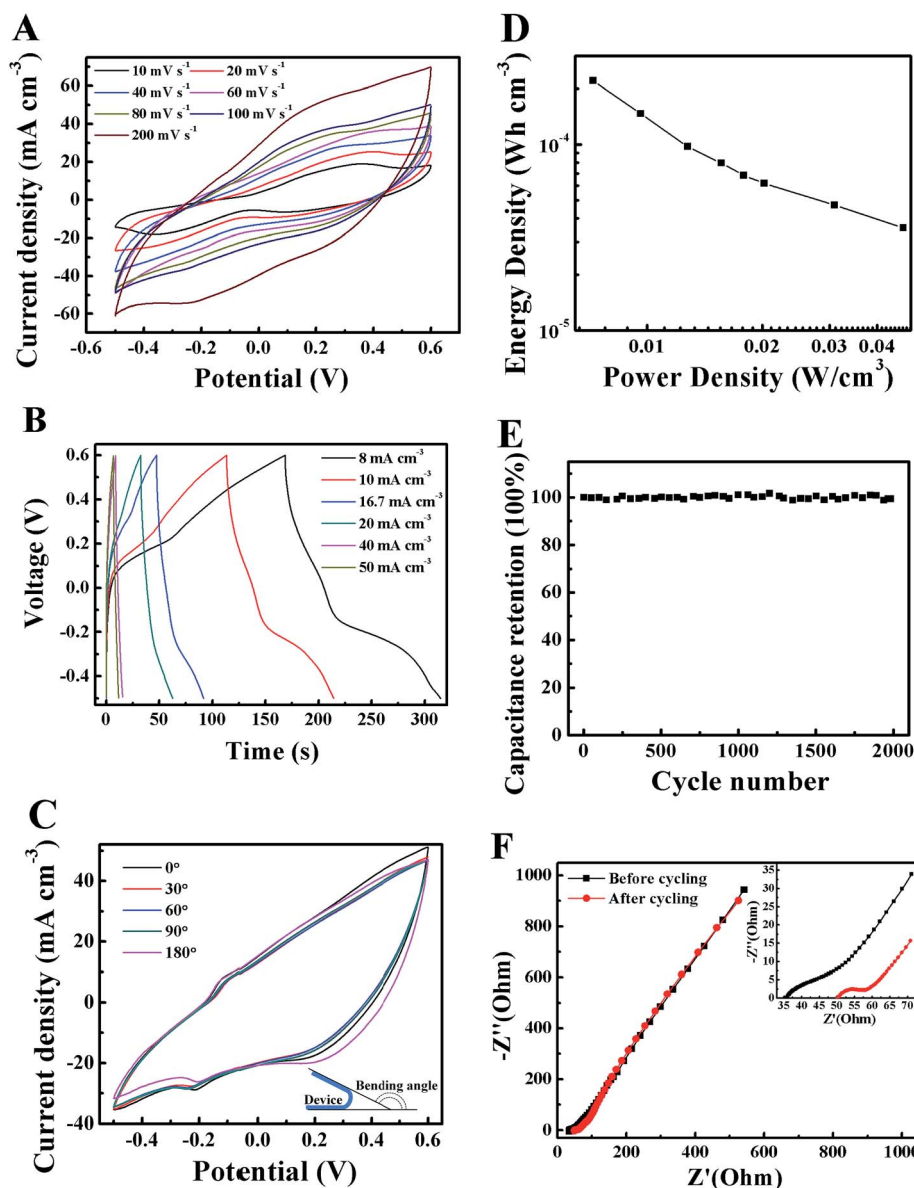 A
Current density (mA cm⁻³)
10 mV s⁻¹ 20 mV s⁻¹
40 mV s⁻¹ 60 mV s⁻¹
80 mV s⁻¹ 100 mV s⁻¹
200 mV s⁻¹
60
40
20
0
-20
-40
-60
-0.6 -0.4 -0.2 0.0 0.2 0.4 0.6
Potential (V)
D
Energy Density (Wh cm⁻³)
10⁻⁴
10⁻⁵
0.01 0.02 0.03 0.04
Power Density (W/cm³)
B
Voltage (V)
8 mA cm⁻³
10 mA cm⁻³
16.7 mA cm⁻³
20 mA cm⁻³
40 mA cm⁻³
50 mA cm⁻³
0.6
0.4
0.2
0.0
-0.2
-0.4
0 50 100 150 200 250 300
Time (s)
E
Capacitance retention (100%)
100
80
60
40
20
0
0 500 1000 1500 2000
Cycle number
C
Current density (mA cm⁻³)
0°
30°
60°
90°
180°
40
20
0
-20
-40
Device
Bending angle
-0.4 -0.2 0.0 0.2 0.4 0.6
Potential (V)
F
-Z''(Ohm)
Before cycling
After cycling
1000
800
600
400
200
0
0 200 400 600 800 1000
Z'(Ohm)
-Z''(Ohm)
35
30
25
20
15
10
5
0
35 40 45 50 55 60 65 70
Z'(Ohm)